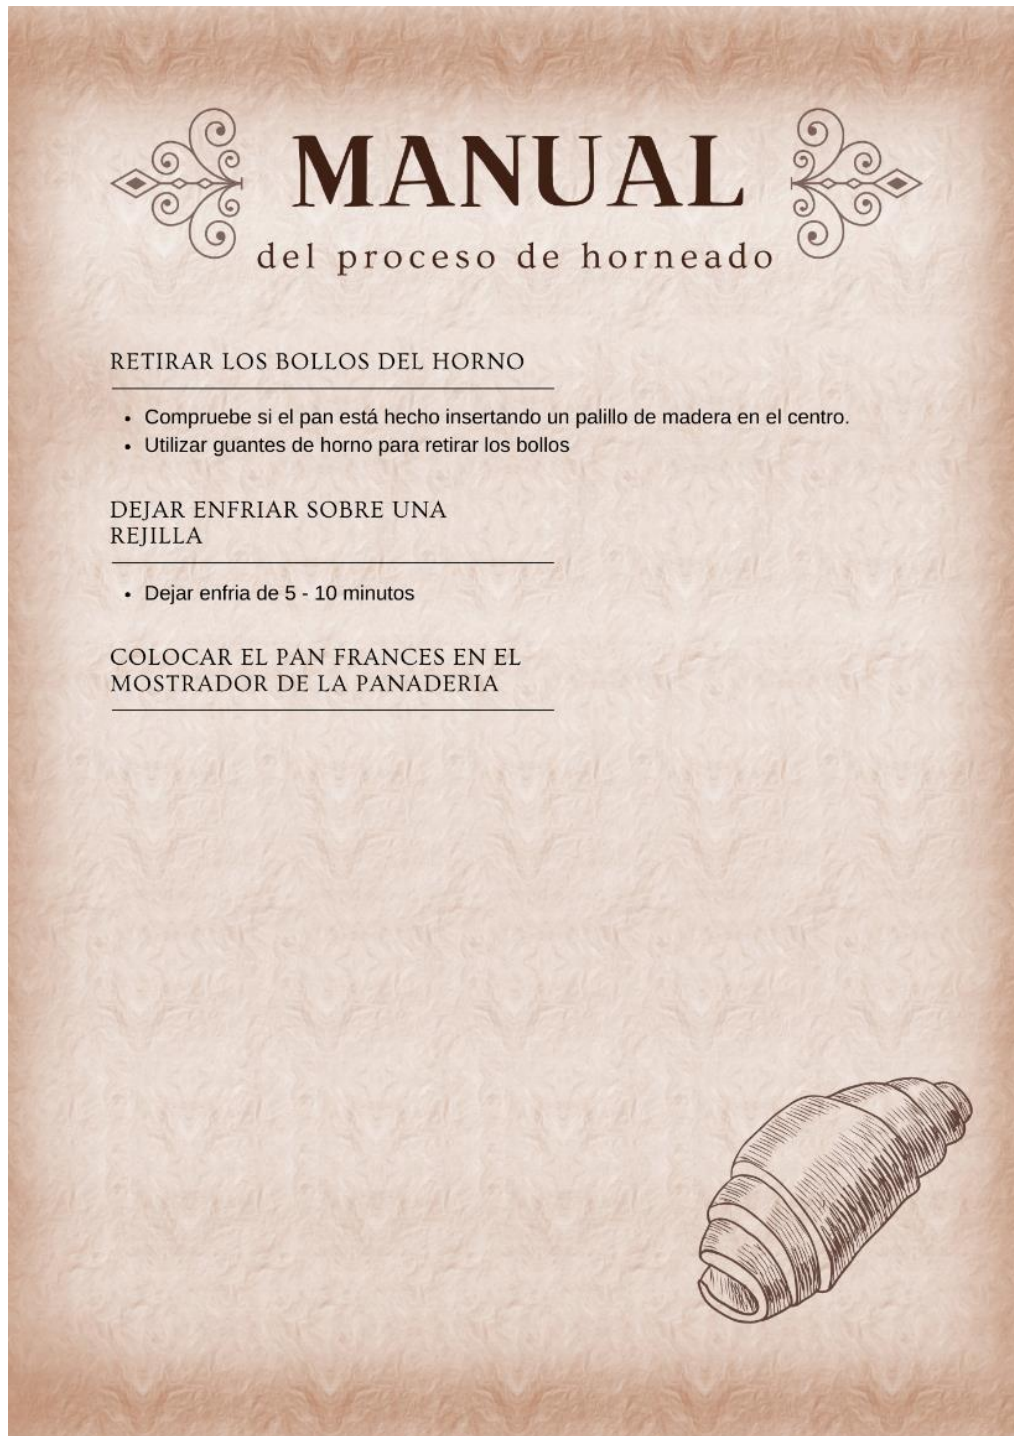 MANUAL
del proceso de horneado
RETIRAR LOS BOLLOS DEL HORNO
• Compruebe si el pan está hecho insertando un palillo de madera en el centro.
• Utilizar guantes de horno para retirar los bollos
DEJAR ENFRIAR SOBRE UNA
REJILLA
• Dejar enfria de 5 - 10 minutos
COLOCAR EL PAN FRANCES EN EL
MOSTRADOR DE LA PANADERIA